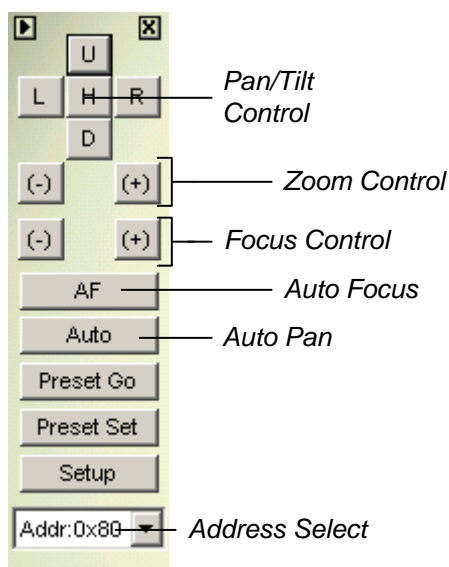 U
L H R Pan/Tilt
Control
D
(-) (+) Zoom Control
(-) (+) Focus Control
AF Auto Focus
Auto Auto Pan
Preset Go
Preset Set
Setup
Addr:0x80 Address Select